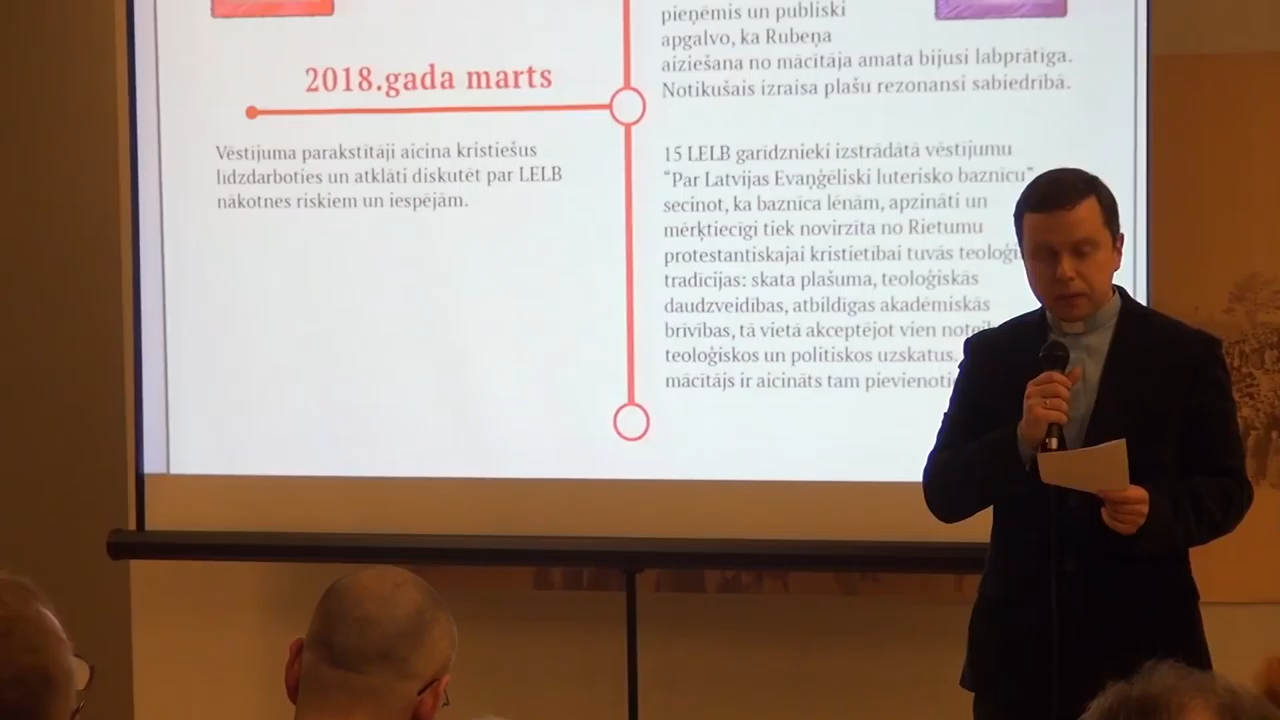 pieņēmis un publiski
apgalvo, ka Rubeņa
aiziešana no mācītāja amata bijusi labprātīga.
Notikušais izraisa plašu rezonansi sabiedrībā.
2018.gada marts
Vēstījuma parakstītāji aicina kristiešus
līdzdarboties un atklāti diskutēt par LELB
nākotnes riskiem un iespējām.
15 LELB garīdznieki izstrādātā vēstījumu
“Par Latvijas Evaņģēliski luterisko baznīcu”
secinot, ka baznīca lēnām, apzināti un
mērķtiecīgi tiek novirzīta no Rietumu
protestantiskajai kristietībai tuvās
tradīcijas: skata plašuma, teoloģiskās
daudzveidības, atbildīgas akadēmiskās
brīvības, tā vietā akceptējot vien
teoloģiskos un politiskos uzskatus.
mācītājs ir aicināts tam